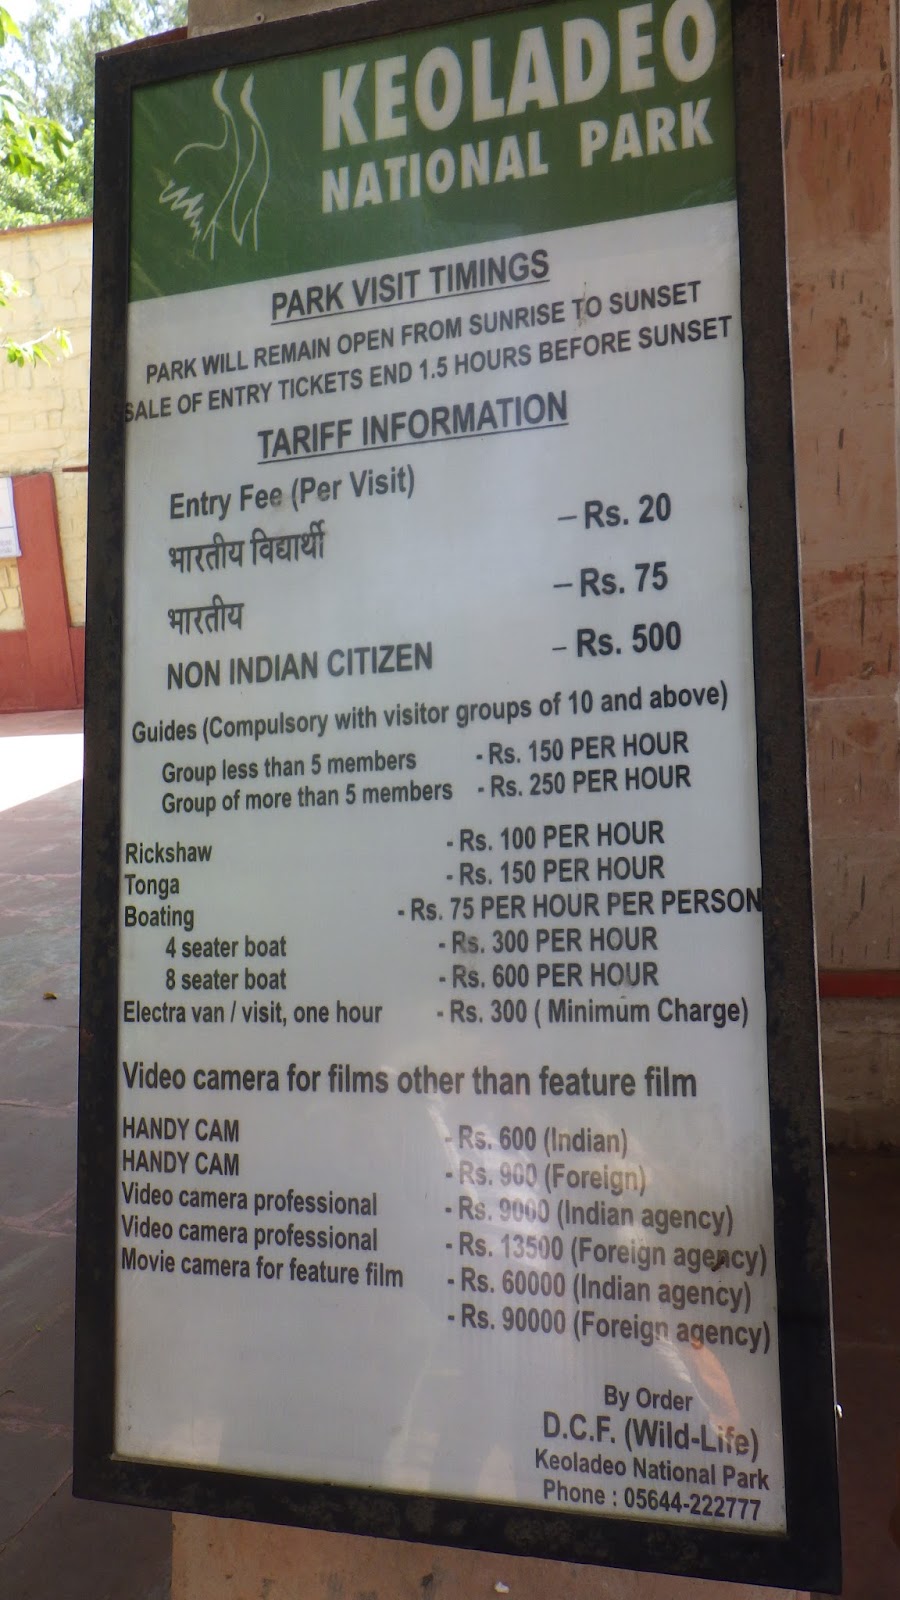 KEOLADEO
NATIONAL PARK
PARK VISIT TIMINGS
PARK WILL REMAIN OPEN FROM SUNRISE TO SUNSET
SALE OF ENTRY TICKETS END 1.5 HOURS BEFORE SUNSET
TARIFF INFORMATION
Entry Fee (Per Visit)
भारतीय विद्यार्थी – Rs. 20
भारतीय – Rs. 75
NON INDIAN CITIZEN – Rs. 500
Guides (Compulsory with visitor groups of 10 and above)
Group less than 5 members - Rs. 150 PER HOUR
Group of more than 5 members - Rs. 250 PER HOUR
Rickshaw - Rs. 100 PER HOUR
Tonga - Rs. 150 PER HOUR
Boating - Rs. 75 PER HOUR PER PERSON
4 seater boat - Rs. 300 PER HOUR
8 seater boat - Rs. 600 PER HOUR
Electra van / visit, one hour - Rs. 300 ( Minimum Charge)
Video camera for films other than feature film
HANDY CAM - Rs. 600 (Indian)
HANDY CAM - Rs. 900 (Foreign)
Video camera professional - Rs. 9000 (Indian agency)
Video camera professional - Rs. 13500 (Foreign agency)
Movie camera for feature film - Rs. 60000 (Indian agency)
- Rs. 90000 (Foreign agency)
By Order
D.C.F. (Wild-Life)
Keoladeo National Park
Phone : 05644-222777